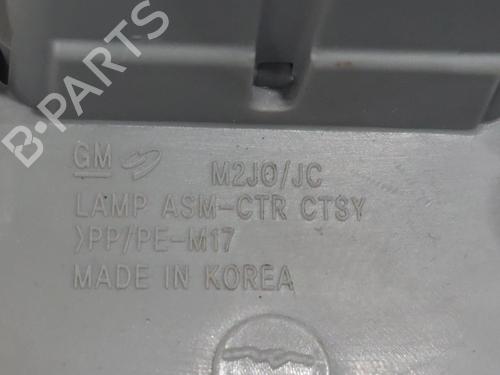 B-PARTS
GM M2JO/JC
LAMP ASM-CTR CTSY
>PP/PE-M17
MADE IN KOREA